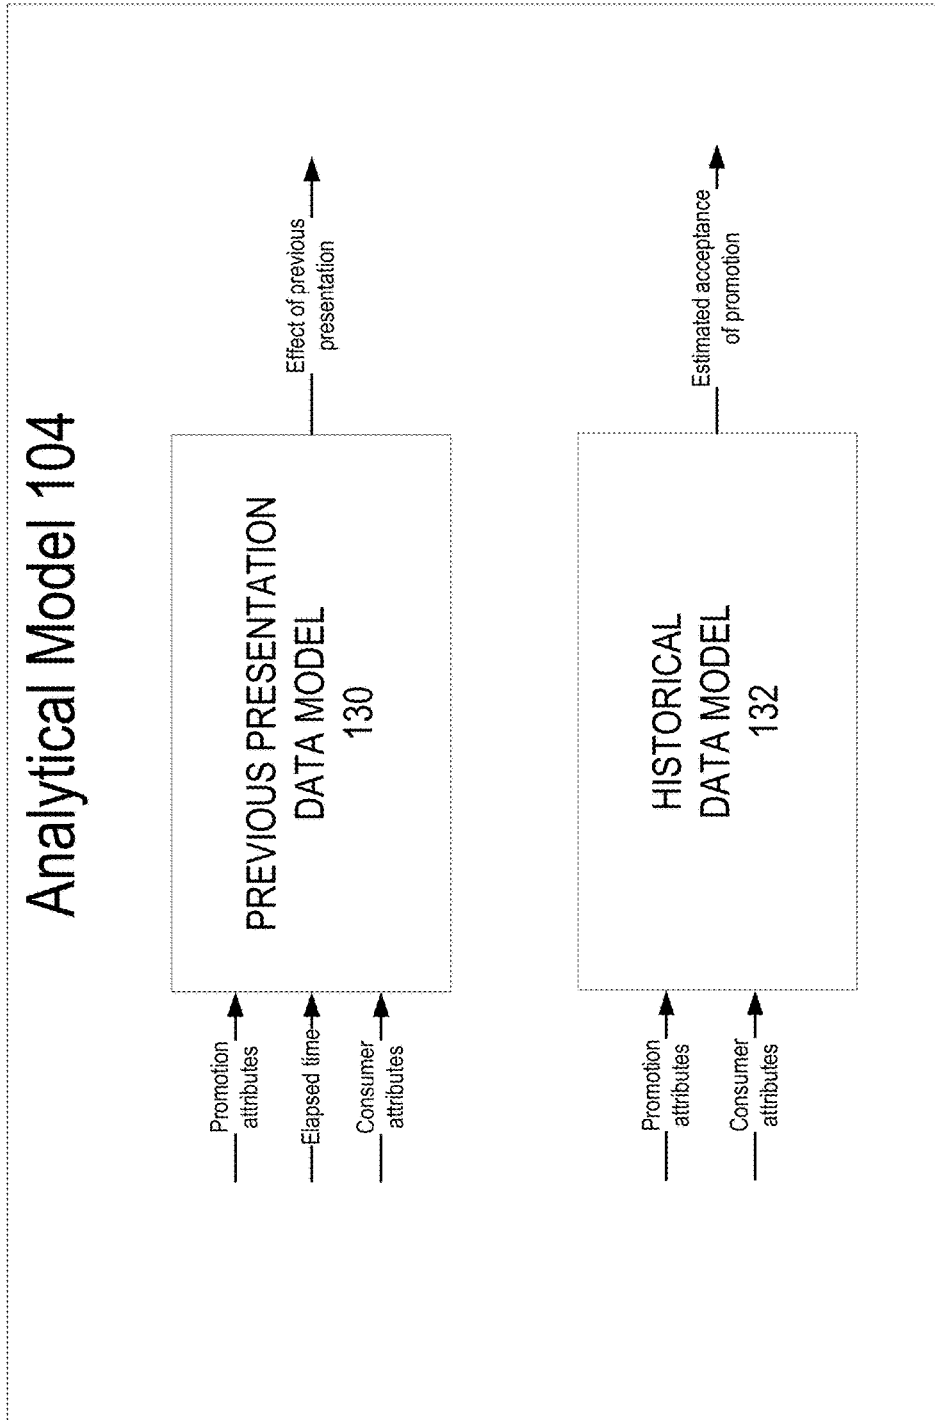 Analytical Model 104
Promotion
attributes
Elapsed time
Consumer
attributes
PREVIOUS PRESENTATION
DATA MODEL
130
Effect of previous
presentation
Promotion
attributes
Consumer
attributes
HISTORICAL
DATA MODEL
132
Estimated acceptance
of promotion